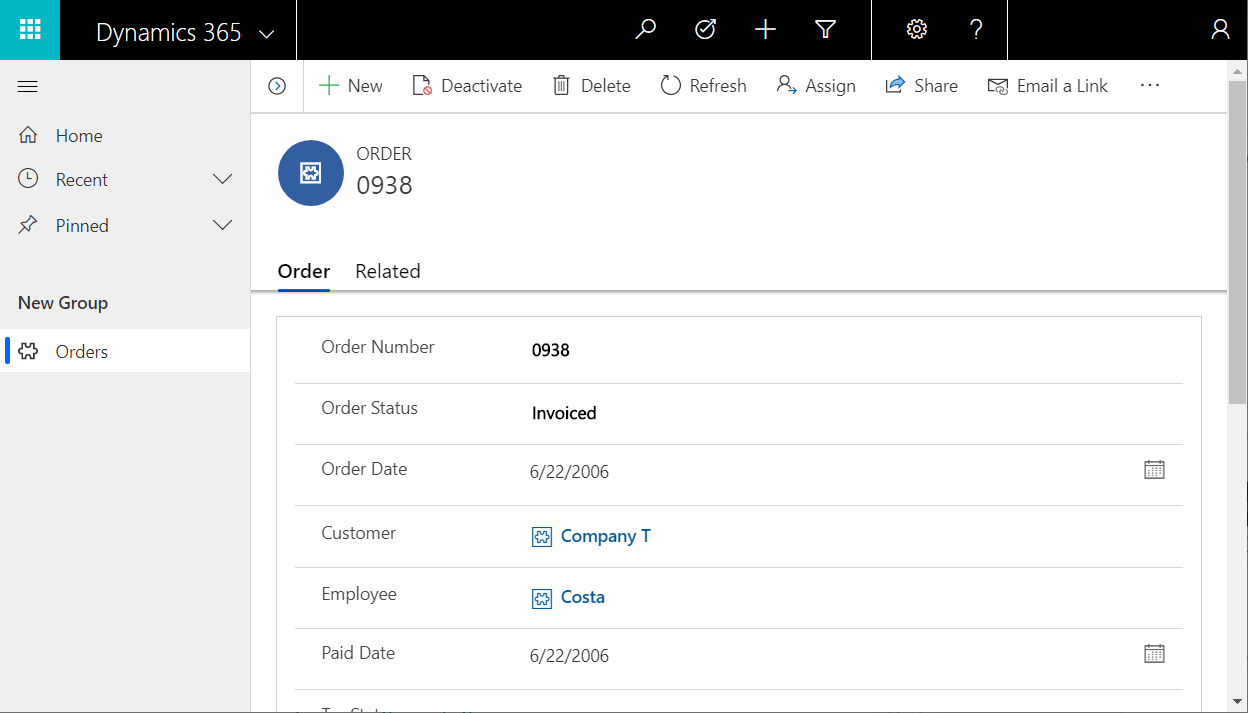 Dynamics 365
?
New Deactivate Delete Refresh Assign Share Email a Link ...
Home
Recent
Pinned
New Group
Orders
ORDER
0938
Order Related
Order Number 0938
Order Status Invoiced
Order Date 6/22/2006
Customer Company T
Employee Costa
Paid Date 6/22/2006